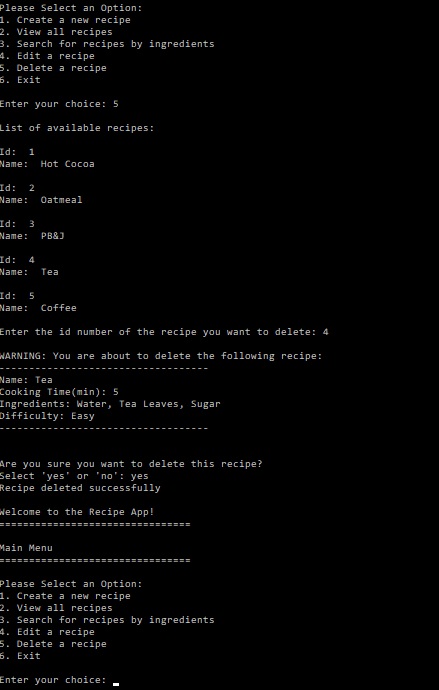 Please Select an Option:
1. Create a new recipe
2. View all recipes
3. Search for recipes by ingredients
4. Edit a recipe
5. Delete a recipe
6. Exit
Enter your choice: 5
List of available recipes:
Id:  1
Name:  Hot Cocoa
Id:  2
Name:  Oatmeal
Id:  3
Name:  PB&J
Id:  4
Name:  Tea
Id:  5
Name:  Coffee
Enter the id number of the recipe you want to delete: 4
WARNING: You are about to delete the following recipe:
-----------------------------------
Name: Tea
Cooking Time(min): 5
Ingredients: Water, Tea Leaves, Sugar
Difficulty: Easy
-----------------------------------
Are you sure you want to delete this recipe?
Select 'yes' or 'no': yes
Recipe deleted successfully
Welcome to the Recipe App!
================================
Main Menu
================================
Please Select an Option:
1. Create a new recipe
2. View all recipes
3. Search for recipes by ingredients
4. Edit a recipe
5. Delete a recipe
6. Exit
Enter your choice: